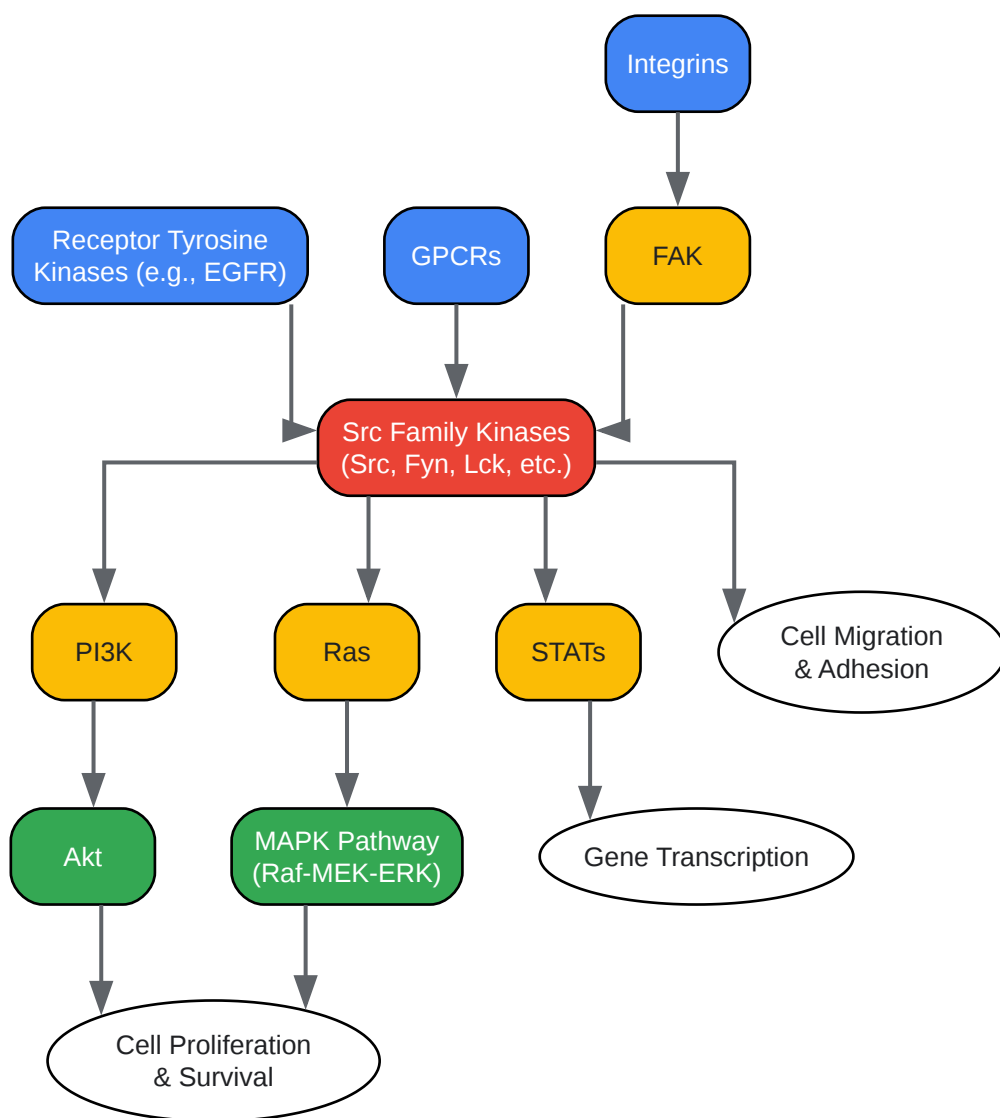 Integrins
Receptor Tyrosine
Kinases (e.g., EGFR)
GPCRs
FAK
Src Family Kinases
(Src, Fyn, Lck, etc.)
PI3K
Ras
STATs
Cell Migration
& Adhesion
Akt
MAPK Pathway
(Raf-MEK-ERK)
Gene Transcription
Cell Proliferation
& Survival